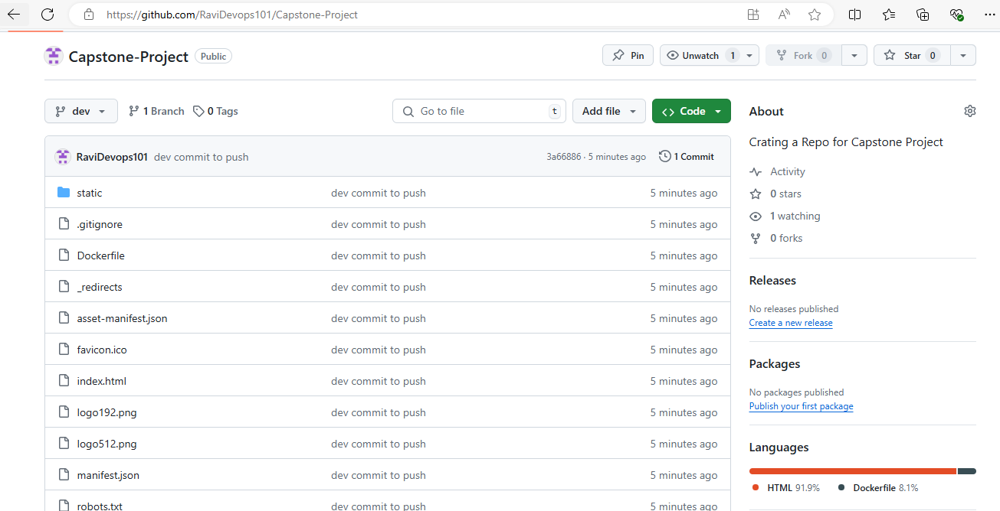 https://github.com/RaviDevops101/Capstone-Project
Capstone-Project Public
Pin
Unwatch 1
Fork 0
Star 0
dev
1 Branch
0 Tags
Go to file t
Add file
Code
RaviDevops101 dev commit to push 3a66886 · 5 minutes ago 1 Commit
static dev commit to push 5 minutes ago
.gitignore dev commit to push 5 minutes ago
Dockerfile dev commit to push 5 minutes ago
_redirects dev commit to push 5 minutes ago
asset-manifest.json dev commit to push 5 minutes ago
favicon.ico dev commit to push 5 minutes ago
index.html dev commit to push 5 minutes ago
logo192.png dev commit to push 5 minutes ago
logo512.png dev commit to push 5 minutes ago
manifest.json dev commit to push 5 minutes ago
robots.txt dev commit to push 5 minutes ago
About
Crating a Repo for Capstone Project
Activity
0 stars
1 watching
0 forks
Releases
No releases published
Create a new release
Packages
No packages published
Publish your first package
Languages
HTML 91.9% Dockerfile 8.1%